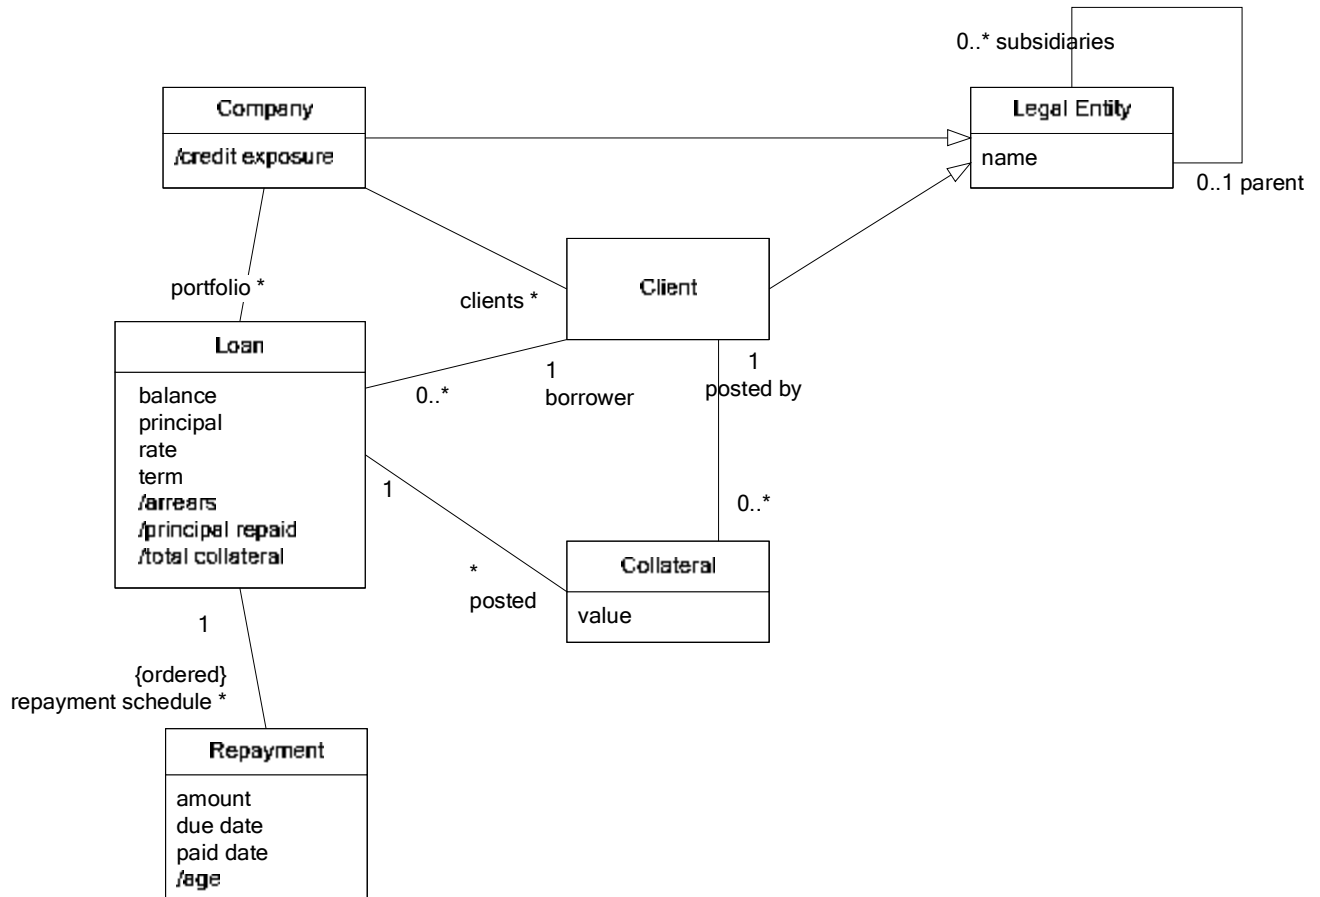 0..* subsidiaries
Company
/credit exposure
Legal Entity
name
0..1 parent
Client
portfolio *
clients *
Loan
balance
principal
rate
term
/arrears
/principal repaid
/total collateral
0..*
1
borrower
1
posted by
1
0..*
*
posted
Collateral
value
1
{ordered}
repayment schedule *
Repayment
amount
due date
paid date
/age